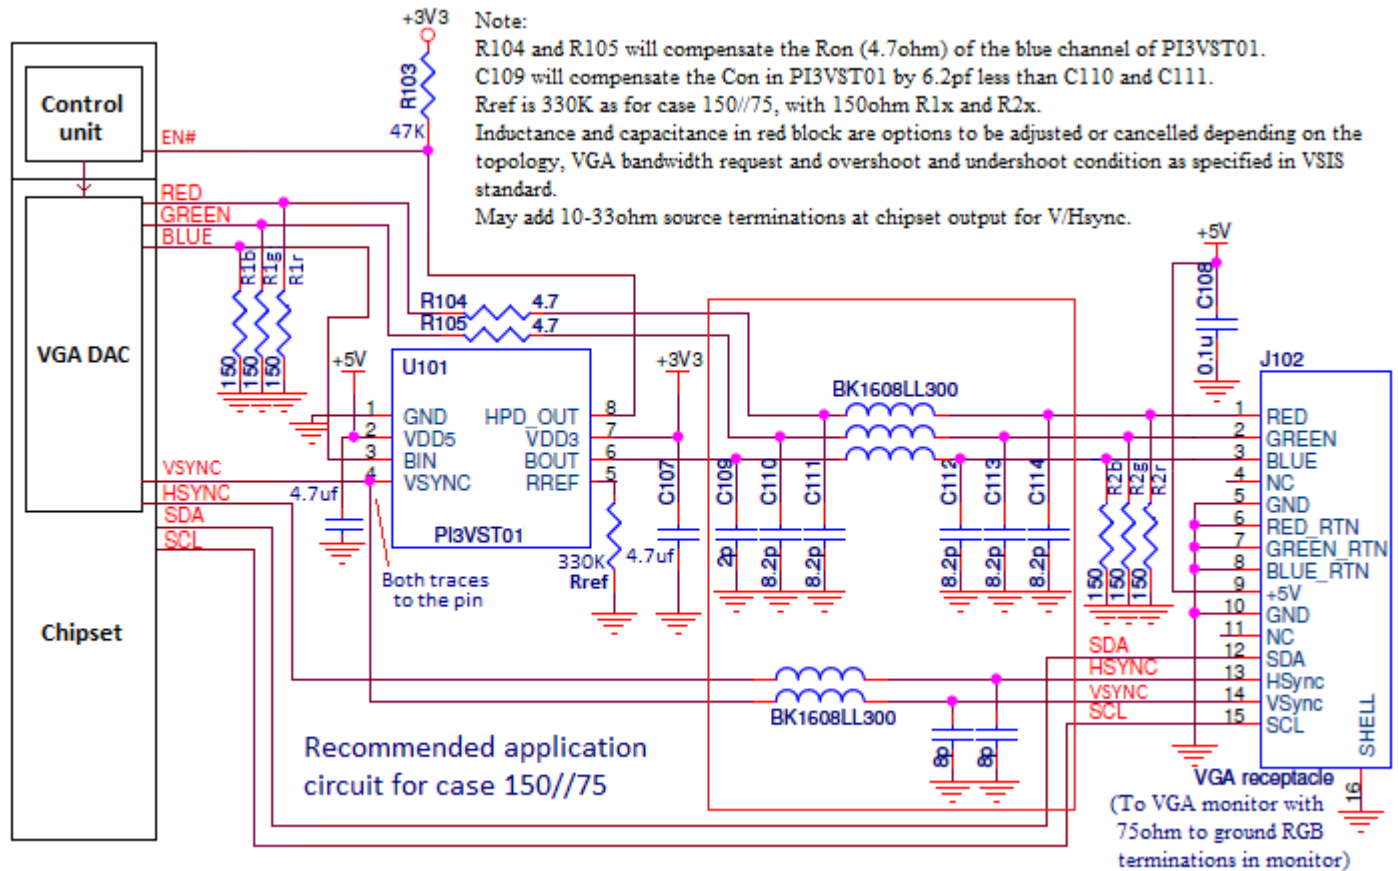 +3V3
Note:
R104 and R105 will compensate the Ron (4.7ohm) of the blue channel of PI3VST01.
C109 will compensate the Con in PI3VST01 by 6.2pf less than C110 and C111.
Rref is 330K as for case 150//75, with 150ohm R1x and R2x.
Inductance and capacitance in red block are options to be adjusted or cancelled depending on the
topology, VGA bandwidth request and overshoot and undershoot condition as specified in VSIS
standard.
May add 10-33ohm source terminations at chipset output for V/Hsync.
R103
47K
Control
unit
EN#
RED
GREEN
BLUE
VGA DAC
R1b
R1g
R1r
150
150
150
R104
4.7
R105
4.7
+5V
U101
1
GND
2
VDD5
3
BIN
4
VSYNC
HPD_OUT
8
VDD3
7
BOUT
6
RREF
5
PI3VST01
+3V3
4.7uf
VSYNC
HSYNC
SDA
SCL
Both traces
to the pin
330K
Rref
4.7uf
C107
C109
C110
C111
2p
8.2p
8.2p
BK1608LL300
C112
C113
C114
8.2p
8.2p
8.2p
R2b
R2g
R2r
150
150
150
+5V
C108
0.1u
J102
1
RED
2
GREEN
3
BLUE
4
NC
5
GND
6
RED_RTN
7
GREEN_RTN
8
BLUE_RTN
9
+5V
10
GND
11
NC
12
SDA
13
HSync
14
VSync
15
SCL
SHELL
16
SDA
HSYNC
VSYNC
SCL
BK1608LL300
8p
8p
Chipset
Recommended application
circuit for case 150//75
VGA receptacle
(To VGA monitor with
75ohm to ground RGB
terminations in monitor)